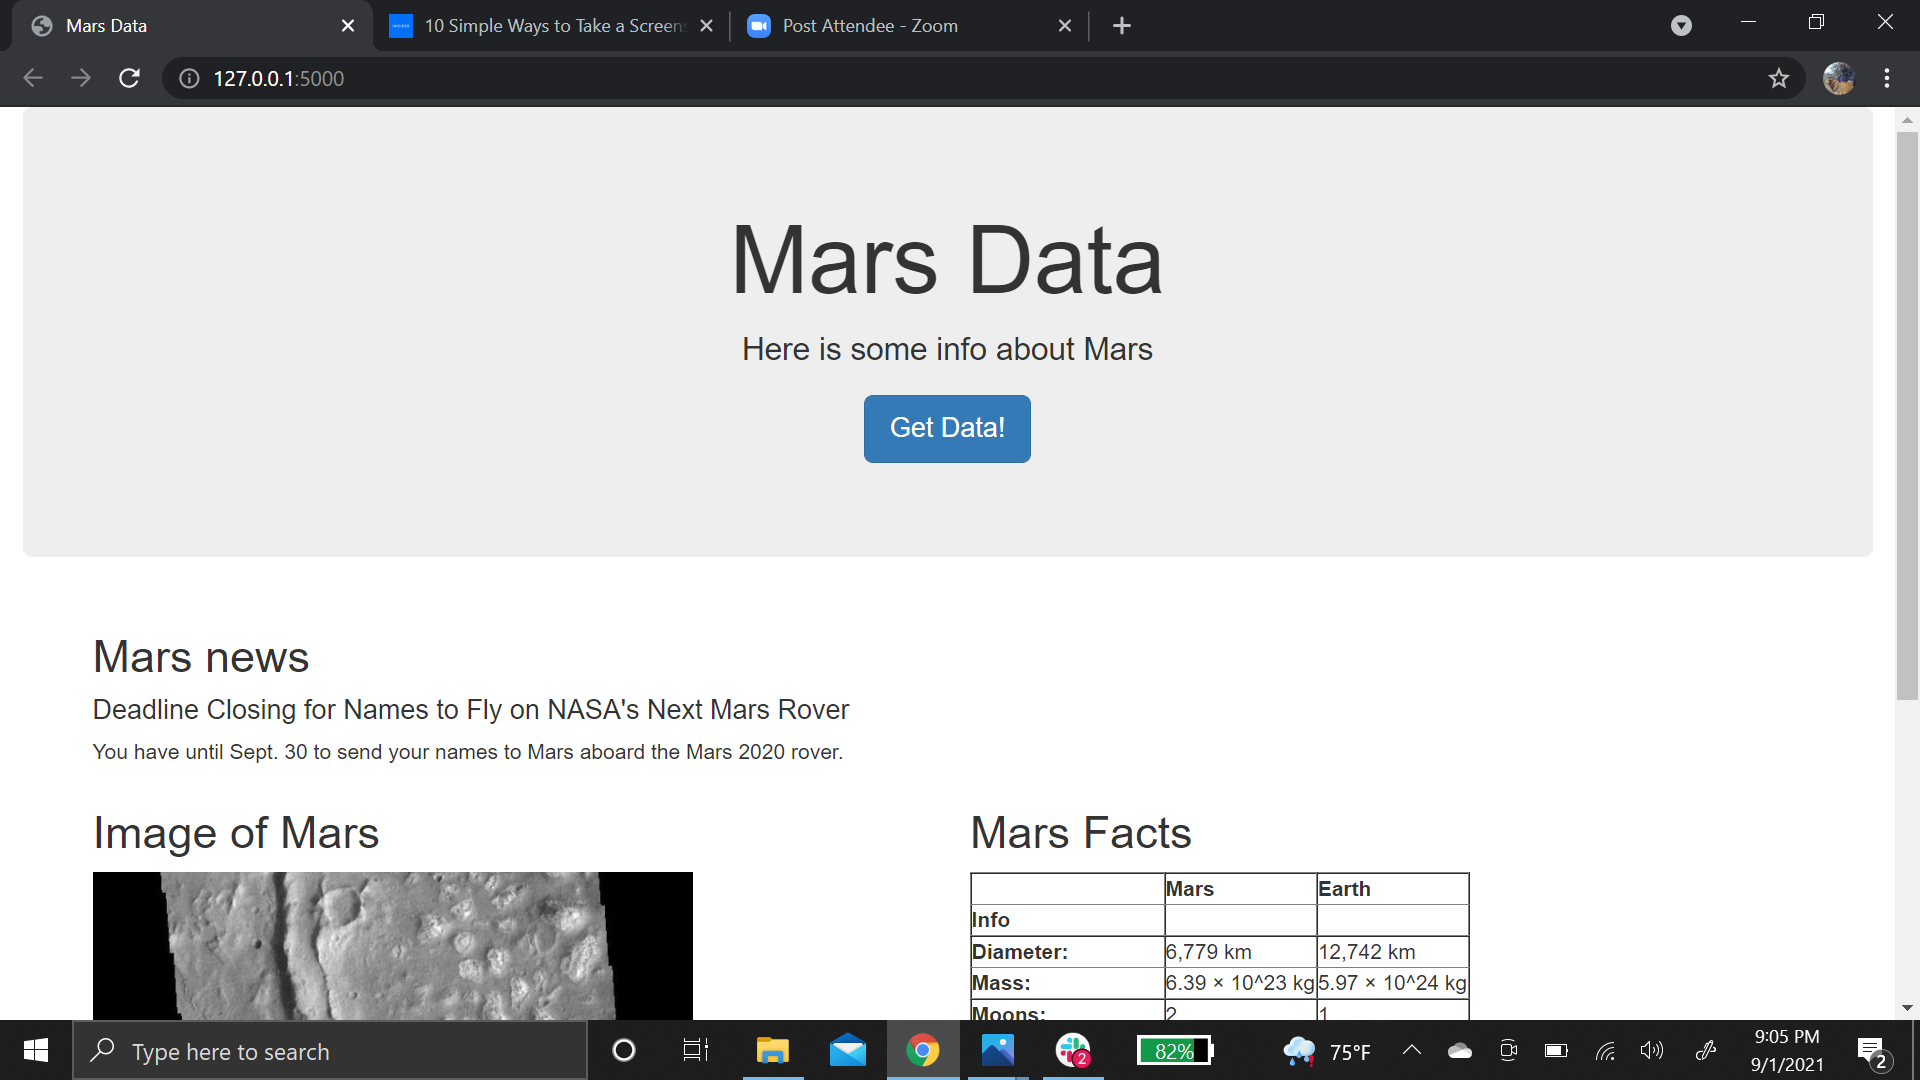 Mars Data
10 Simple Ways to Take a Screens
Post Attendee - Zoom
127.0.0.1:5000
Mars Data
Here is some info about Mars
Get Data!
Mars news
Deadline Closing for Names to Fly on NASA's Next Mars Rover
You have until Sept. 30 to send your names to Mars aboard the Mars 2020 rover.
Image of Mars
Mars Facts
Mars Earth
Info
Diameter: 6,779 km 12,742 km
Mass: 6.39 × 10^23 kg 5.97 × 10^24 kg
Moons: 2 1
Type here to search
2
82%
75°F
9:05 PM
9/1/2021
2